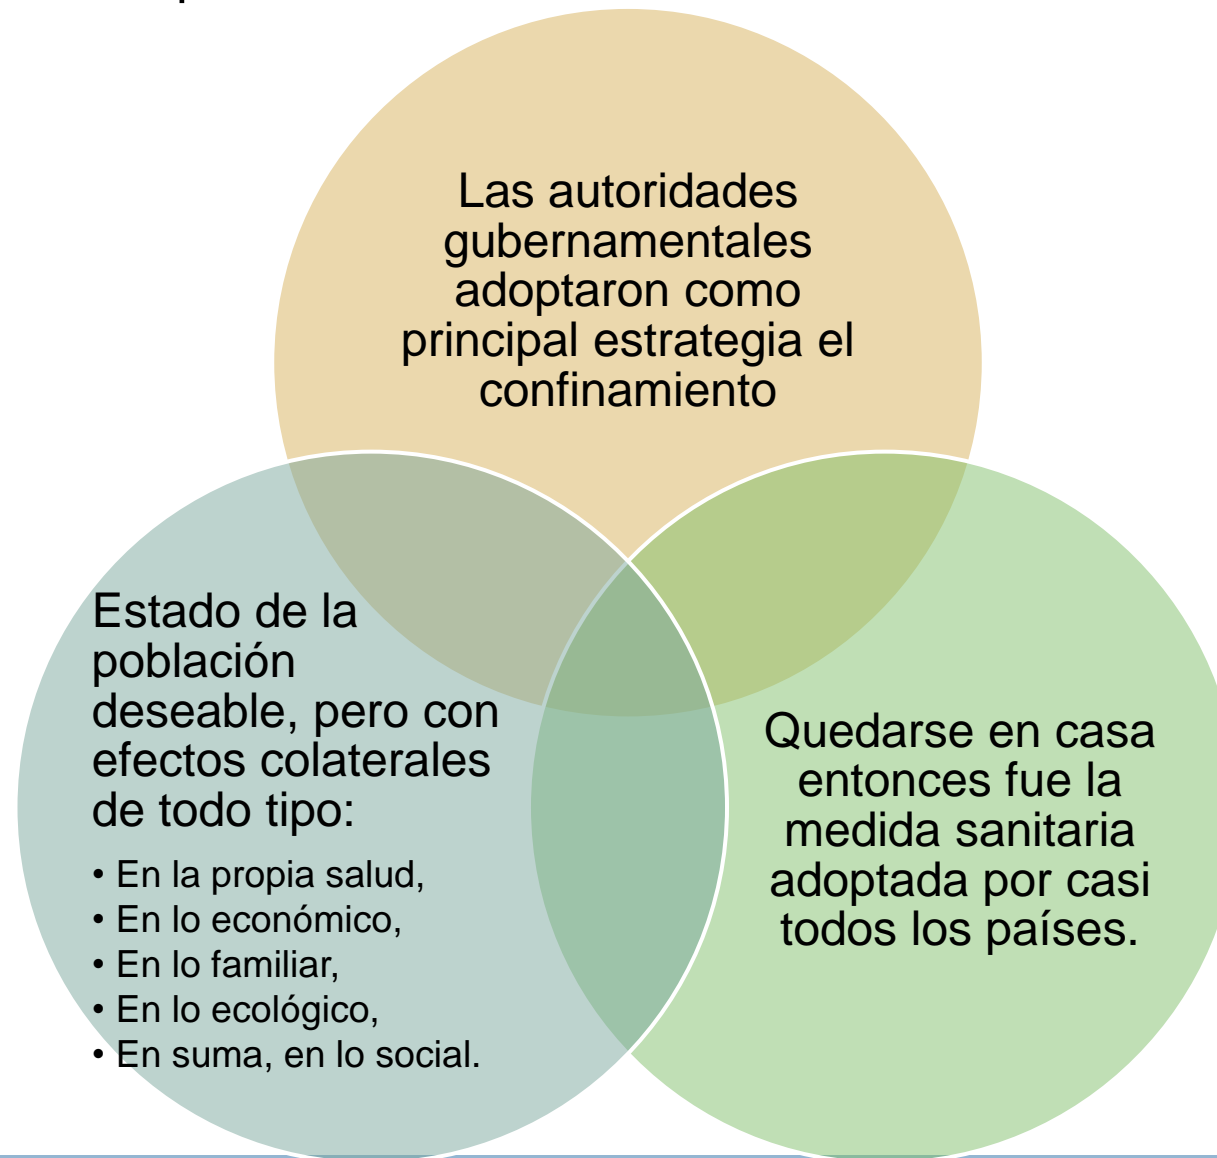 Las autoridades
gubernamentales
adoptaron como
principal estrategia el
confinamiento
Estado de la
población
deseable, pero con
efectos colaterales
de todo tipo:
• En la propia salud,
• En lo económico,
• En lo familiar,
• En lo ecológico,
• En suma, en lo social.
Quedarse en casa
entonces fue la
medida sanitaria
adoptada por casi
todos los países.